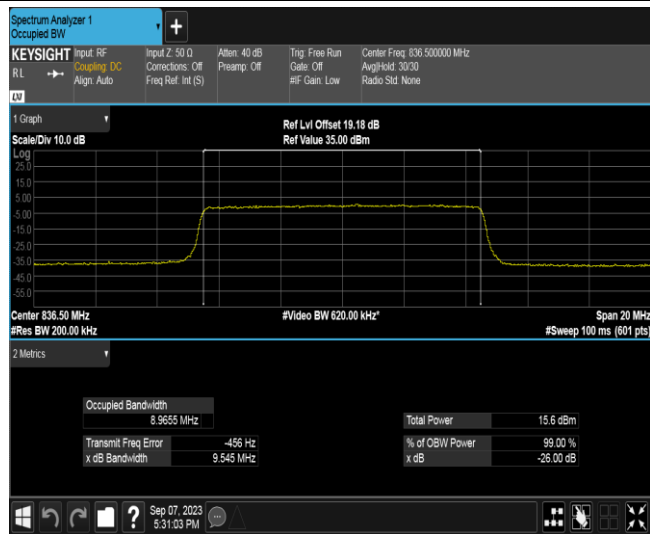 Spectrum Analyzer 1
Occupied BW
+
KEYSIGHT Input: RF Input Z: 50 Ω Atten: 40 dB Trig: Free Run Center Freq: 836.500000 MHz
RL Coupling: DC Corrections: Off Preamp: Off Gate: Off Avg|Hold: 30/30
Align: Auto Freq Ref: Int (S) #IF Gain: Low Radio Std: None
LXI
1 Graph
Ref Lvl Offset 19.18 dB
Scale/Div 10.0 dB Ref Value 35.00 dBm
Log
25.0
15.0
5.00
-5.00
-15.0
-25.0
-35.0
-45.0
-55.0
Center 836.50 MHz #Video BW 620.00 kHz* Span 20 MHz
#Res BW 200.00 kHz #Sweep 100 ms (601 pts)
2 Metrics
Occupied Bandwidth
8.9655 MHz Total Power 15.6 dBm
Transmit Freq Error -456 Hz % of OBW Power 99.00 %
x dB Bandwidth 9.545 MHz x dB -26.00 dB
? Sep 07, 2023
5:31:03 PM